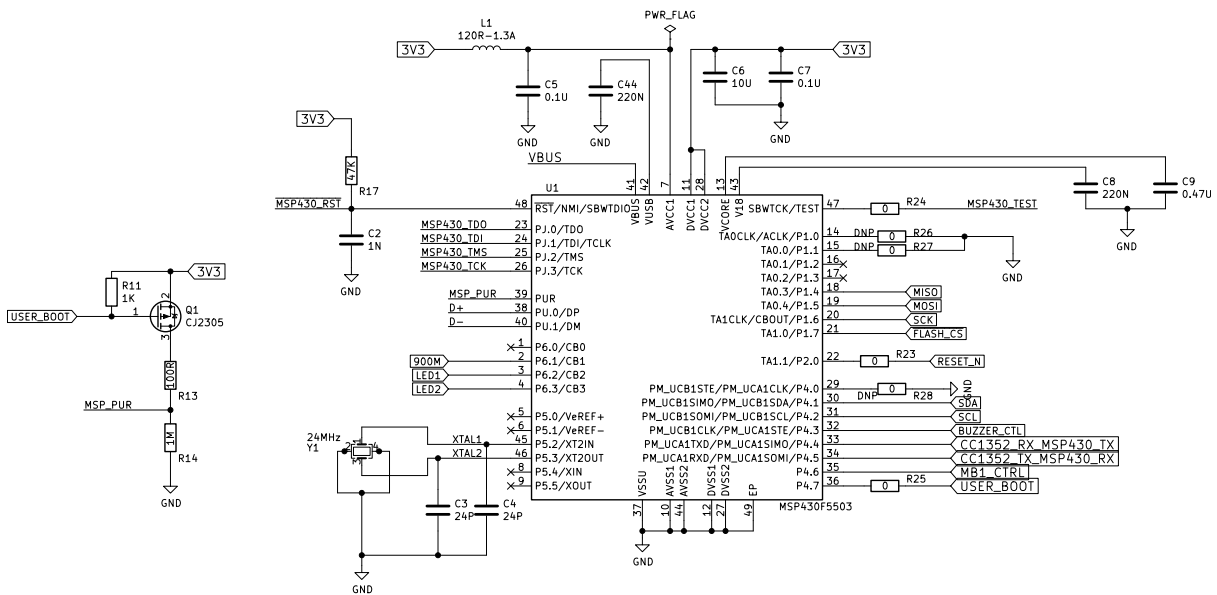 PWR_FLAG
L1
120R-1.3A
3V3
3V3
C5
0.1U
C44
220N
C6
10U
C7
0.1U
GND
GND
GND
3V3
47K
R17
VBUS
41
42
7
11
28
13
43
U1
VBUS
VUSB
AVCC1
DVCC1
DVCC2
VCORE
V18
C8
220N
C9
0.47U
GND
MSP430_RST
48
RST/NMI/SBWTDIO
SBWTCK/TEST
47
0
R24
MSP430_TEST
C2
1N
GND
MSP430_TDO
23
PJ.0/TDO
MSP430_TDI
24
PJ.1/TDI/TCLK
MSP430_TMS
25
PJ.2/TMS
MSP430_TCK
26
PJ.3/TCK
TA0CLK/ACLK/P1.0
14
DNP
0
R26
TA0.0/P1.1
15
DNP
0
R27
GND
TA0.1/P1.2
16
TA0.2/P1.3
17
TA0.3/P1.4
18
MISO
TA0.4/P1.5
19
MOSI
TA1CLK/CBOUT/P1.6
20
SCK
TA1.0/P1.7
21
FLASH_CS
MSP_PUR
39
PUR
D+
38
PU.0/DP
D-
40
PU.1/DM
3V3
R11
1K
2
Q1
CJ2305
USER_BOOT
1
3
100R
R13
MSP_PUR
1M
R14
GND
1
P6.0/CB0
900M
2
P6.1/CB1
LED1
3
P6.2/CB2
LED2
4
P6.3/CB3
TA1.1/P2.0
22
0
R23
RESET_N
PM_UCB1STE/PM_UCA1CLK/P4.0
29
DNP
0
R28
GND
PM_UCB1SIMO/PM_UCB1SDA/P4.1
30
SDA
PM_UCB1SOMI/PM_UCB1SCL/P4.2
31
SCL
PM_UCB1CLK/PM_UCA1STE/P4.3
32
BUZZER_CTL
PM_UCA1TXD/PM_UCA1SIMO/P4.4
33
CC1352_RX_MSP430_TX
PM_UCA1RXD/PM_UCA1SOMI/P4.5
34
CC1352_TX_MSP430_RX
P4.6
35
MB1_CTRL
P4.7
36
0
R25
USER_BOOT
5
P5.0/VeREF+
6
P5.1/VeREF-
XTAL1
45
P5.2/XT2IN
XTAL2
46
P5.3/XT2OUT
8
P5.4/XIN
9
P5.5/XOUT
24MHz
Y1
1
2
3
4
C3
24P
C4
24P
GND
VSSU
AVSS1
AVSS2
DVSS1
DVSS2
EP
37
10
44
12
27
49
MSP430F5503
GND